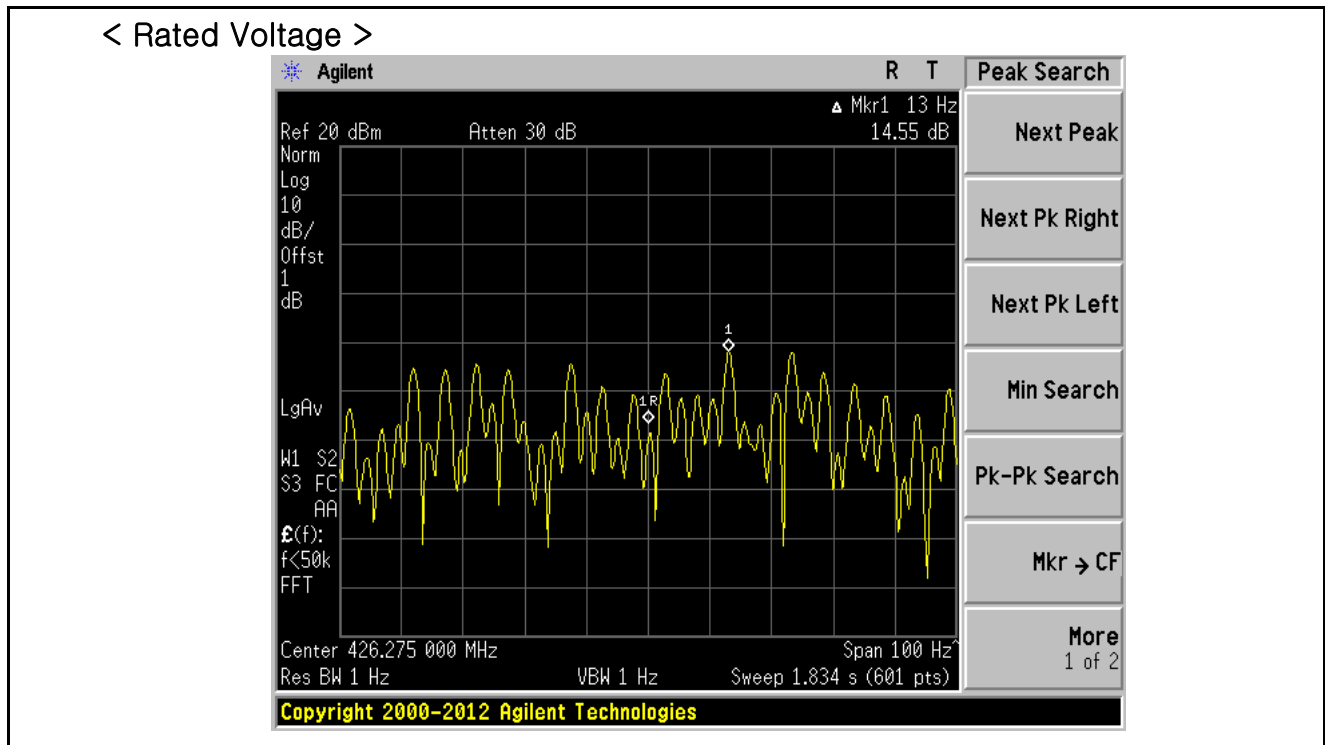 < Rated Voltage >
Agilent R T Peak Search
Δ Mkr1 13 Hz
Ref 20 dBm Atten 30 dB 14.55 dB
Norm
Log
10
dB/
Offst
1
dB
LgAv
W1 S2
S3 FC
AA
£(f):
f<50k
FFT
1
1R
Center 426.275 000 MHz Span 100 Hz^
Res BW 1 Hz VBW 1 Hz Sweep 1.834 s (601 pts)
Copyright 2000-2012 Agilent Technologies
Next Peak
Next Pk Right
Next Pk Left
Min Search
Pk-Pk Search
Mkr → CF
More
1 of 2